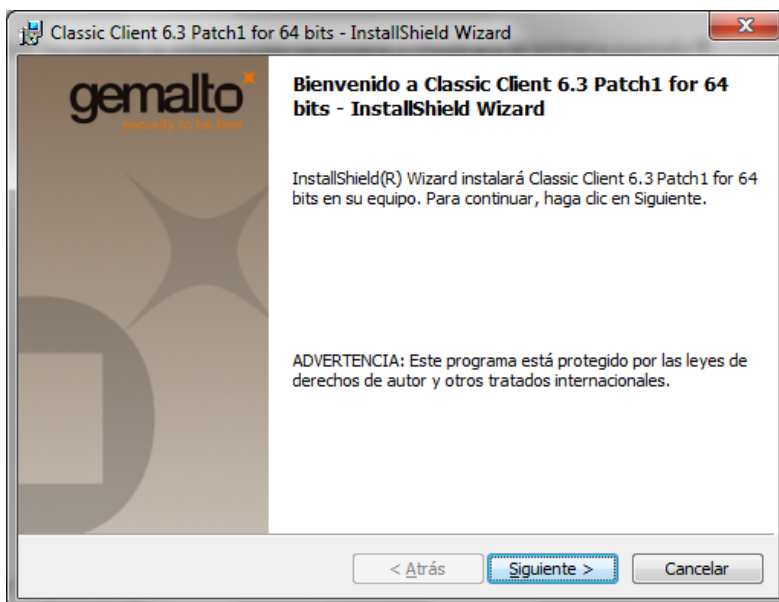 Classic Client 6.3 Patch1 for 64 bits - InstallShield Wizard
gemalto
security to be free
Bienvenido a Classic Client 6.3 Patch1 for 64
bits - InstallShield Wizard
InstallShield(R) Wizard instalará Classic Client 6.3 Patch1 for 64
bits en su equipo. Para continuar, haga clic en Siguiente.
ADVERTENCIA: Este programa está protegido por las leyes de
derechos de autor y otros tratados internacionales.
< Atrás
Siguiente >
Cancelar